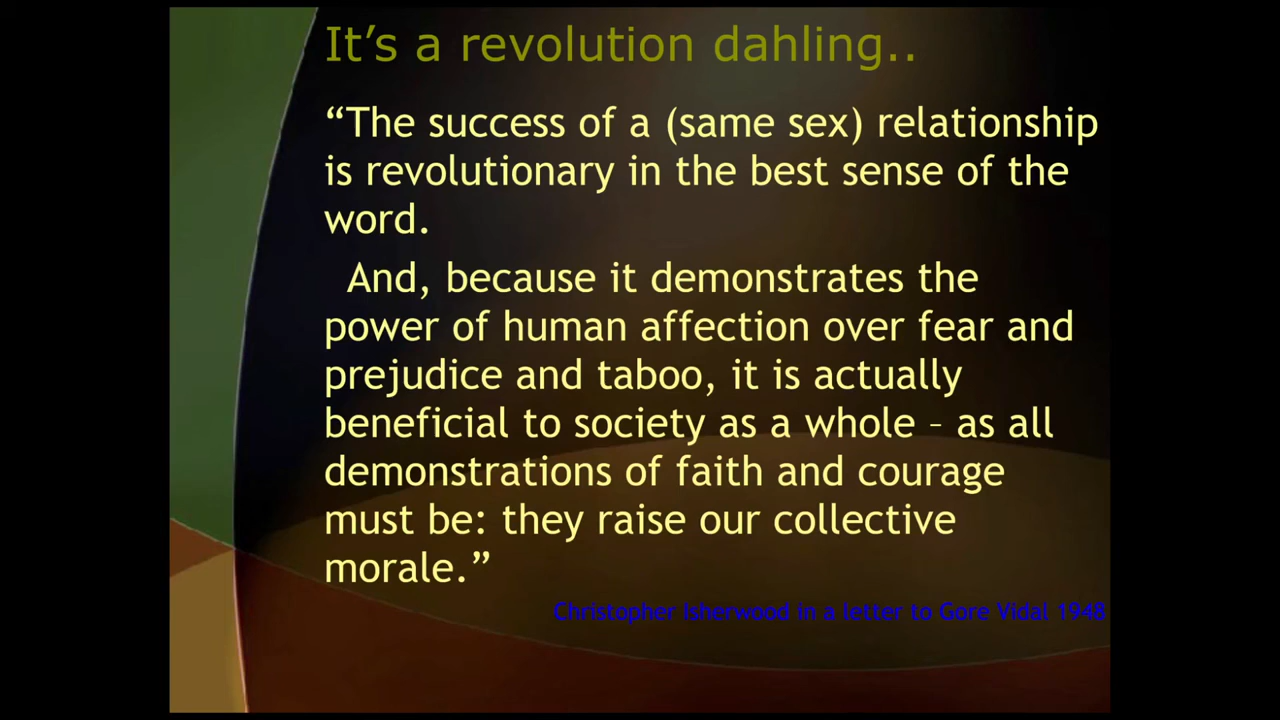 It’s a revolution dahling..
“The success of a (same sex) relationship
is revolutionary in the best sense of the
word.
And, because it demonstrates the
power of human affection over fear and
prejudice and taboo, it is actually
beneficial to society as a whole – as all
demonstrations of faith and courage
must be: they raise our collective
morale.”
Christopher Isherwood in a letter to Gore Vidal 1948